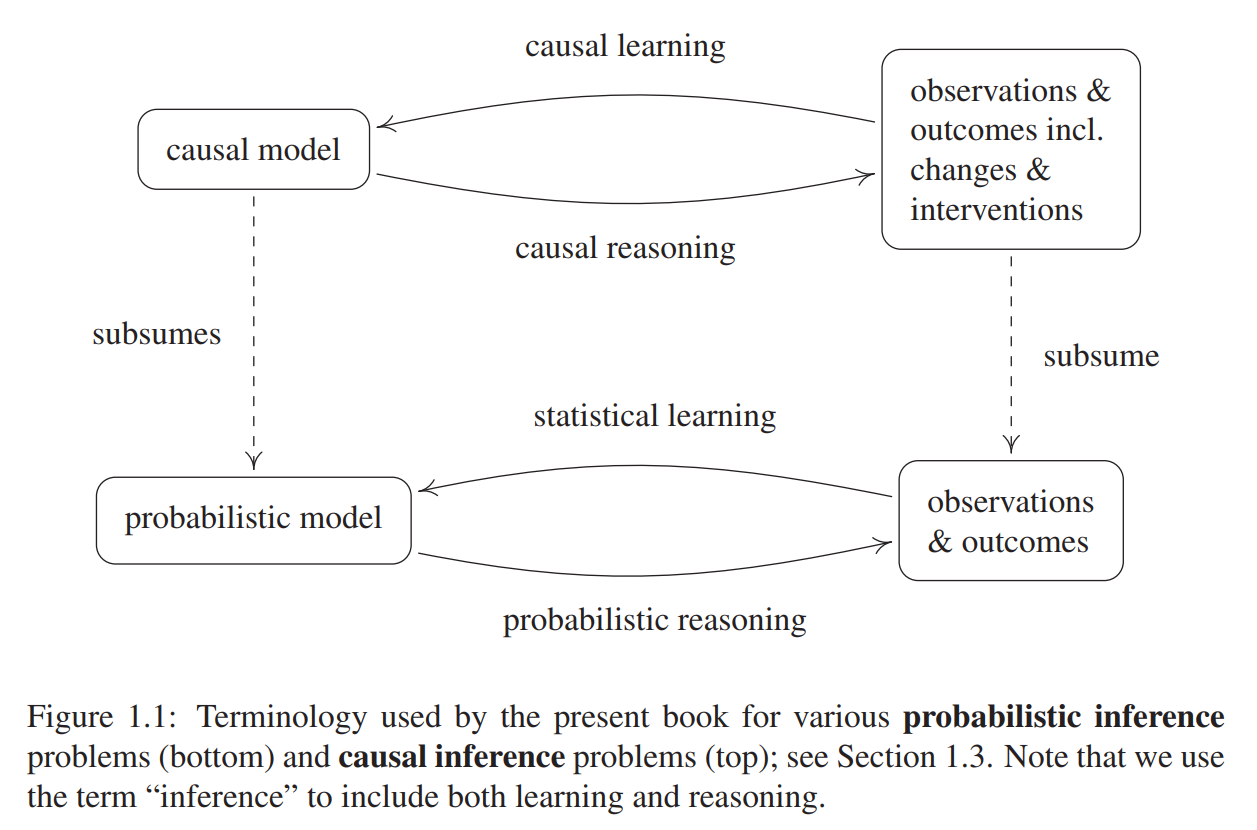 causal learning
causal model
observations &
outcomes incl.
changes &
interventions
causal reasoning
subsumes
subsume
statistical learning
probabilistic model
observations
& outcomes
probabilistic reasoning
Figure 1.1: Terminology used by the present book for various probabilistic inference
problems (bottom) and causal inference problems (top); see Section 1.3. Note that we use
the term “inference” to include both learning and reasoning.